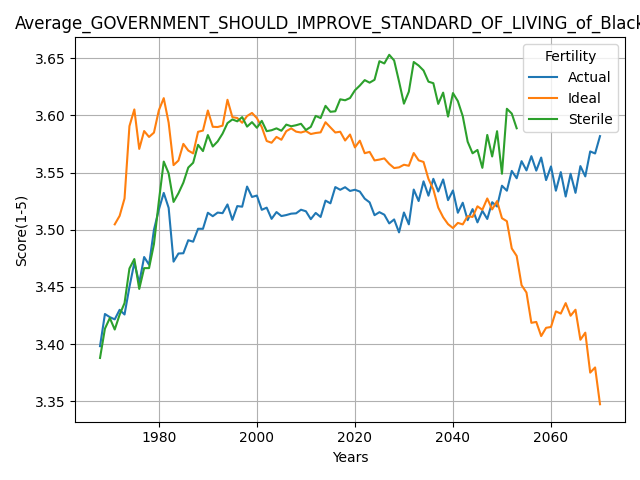 Average_GOVERNMENT_SHOULD_IMPROVE_STANDARD_OF_LIVING_of_Black
Fertility
Actual
Ideal
Sterile
3.65
3.60
3.55
3.50
3.45
3.40
3.35
Score(1-5)
1980 2000 2020 2040 2060
Years